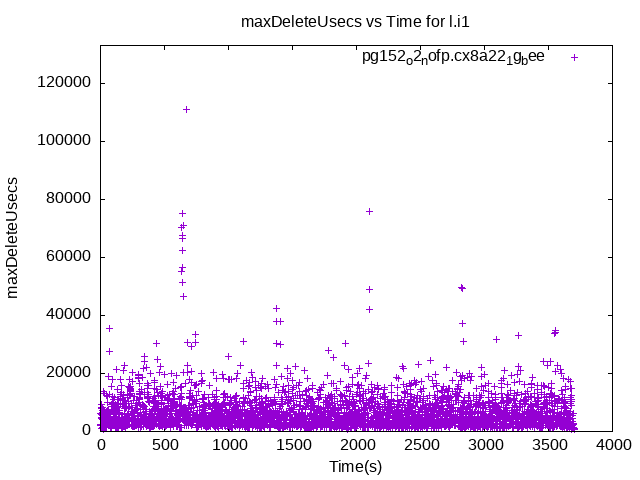 maxDeleteUsecs vs Time for l.i1
pg152_o2_nofp.cx8a22_1g_bee
120000
100000
80000
60000
40000
20000
0
maxDeleteUsecs
0 500 1000 1500 2000 2500 3000 3500 4000
Time(s)